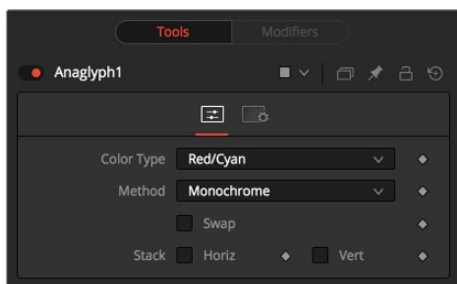 Tools Modifiers
Anaglyph1
Color Type Red/Cyan
Method Monochrome
Swap
Stack Horiz Vert